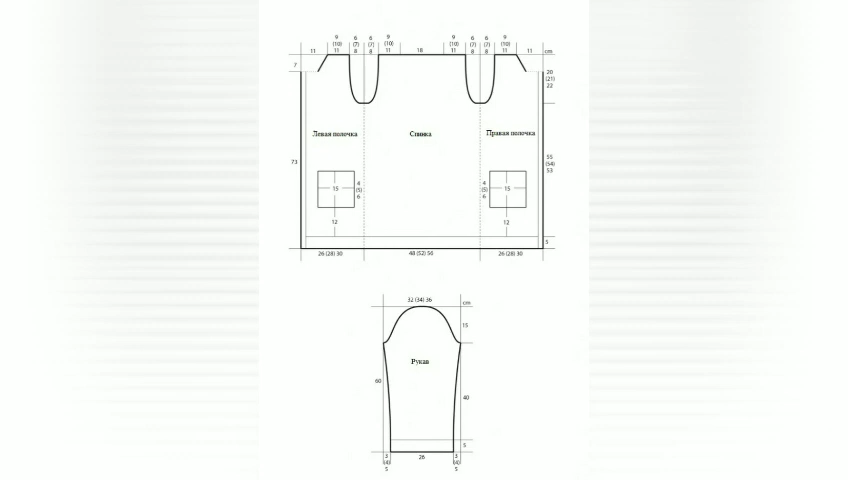 9 6 6 9 9 6 6 9
(10) (7) (7) (10) (10) (7) (7) (10)
11 11 8 8 11 18 11 8 8 11 11 cm
7
20
(21)
22
Левая полочка Спинка Правая полочка
73
55
(54)
53
15 4 4 15
(5) (5)
6 6
12 12
5
26 (28) 30 48 (52) 56 26 (28) 30
32 (34) 36 cm
15
Рукав
60
40
5
3 26 3
(4) (4)
5 5